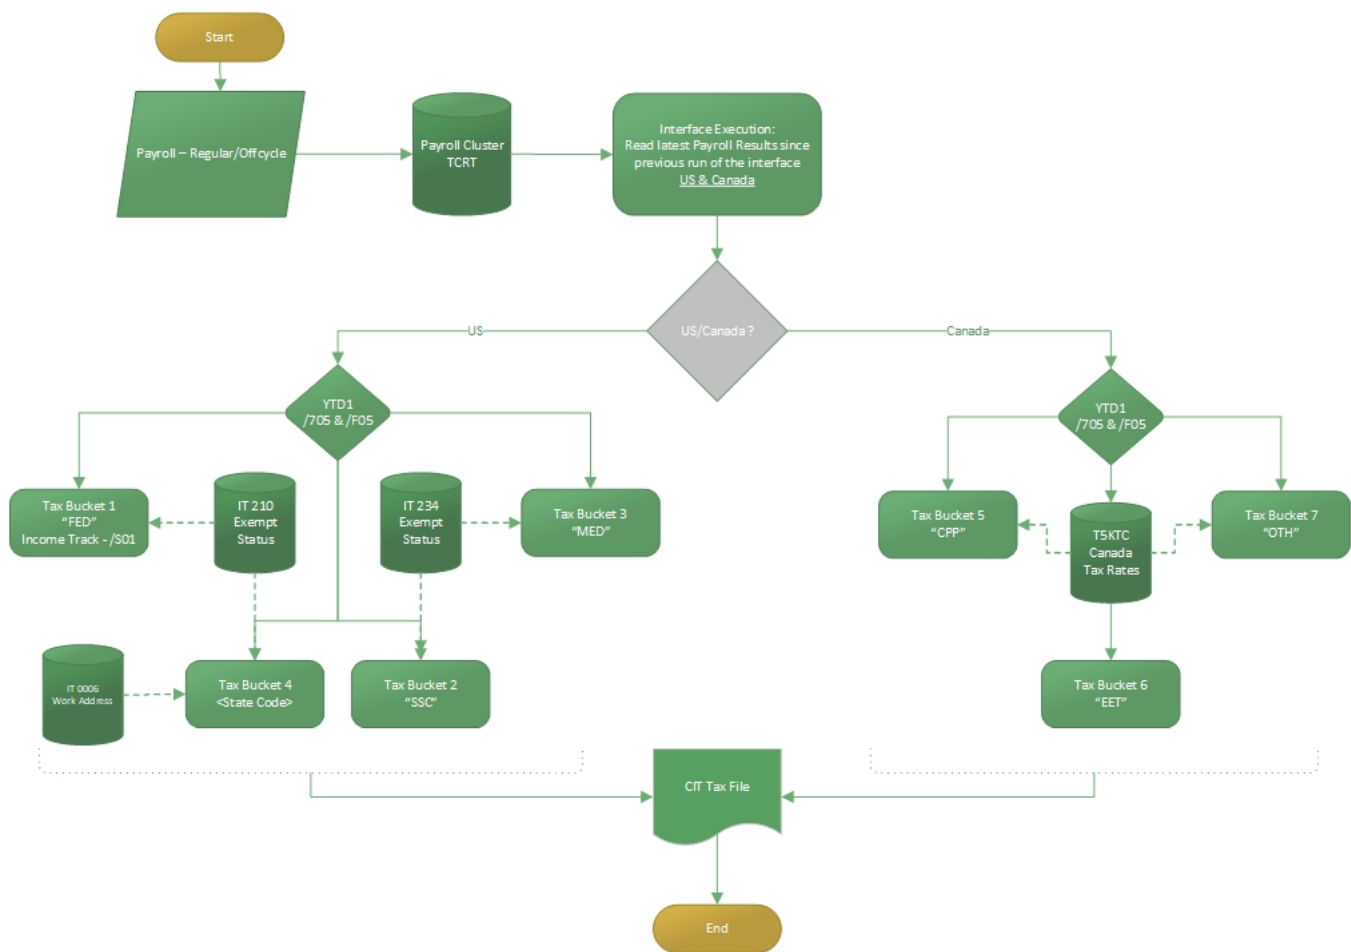 Start
Payroll – Regular/Offcycle
Payroll Cluster
TCRT
Interface Execution:
Read latest Payroll Results since
previous run of the interface
US & Canada
US/Canada ?
US
Canada
YTD1
/705 & /F05
YTD1
/705 & /F05
Tax Bucket 1
“FED”
Income Track - /S01
IT 210
Exempt
Status
IT 234
Exempt
Status
Tax Bucket 3
“MED”
Tax Bucket 5
“CPP”
T5KTC
Canada
Tax Rates
Tax Bucket 7
“OTH”
IT 0006
Work Address
Tax Bucket 4
<State Code>
Tax Bucket 2
“SSC”
Tax Bucket 6
“EET”
CIT Tax File
End